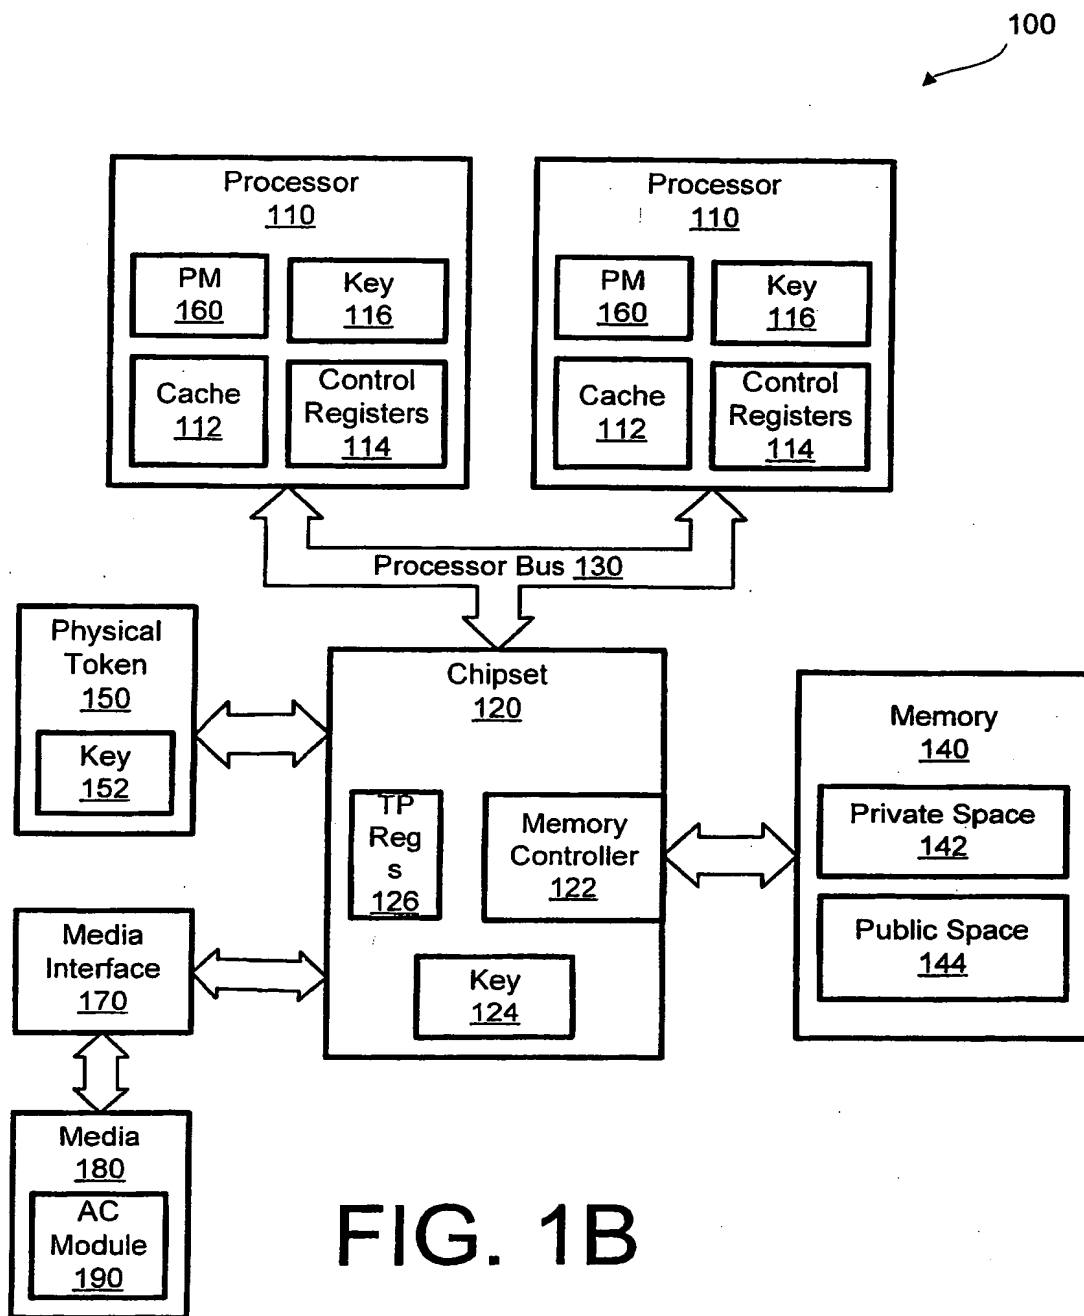 100
Processor
110
PM
160
Key
116
Cache
112
Control
Registers
114
Processor
110
PM
160
Key
116
Cache
112
Control
Registers
114
Processor Bus 130
Physical
Token
150
Key
152
Chipset
120
TP
Reg
s
126
Memory
Controller
122
Key
124
Memory
140
Private Space
142
Public Space
144
Media
Interface
170
Media
180
AC
Module
190
FIG. 1B